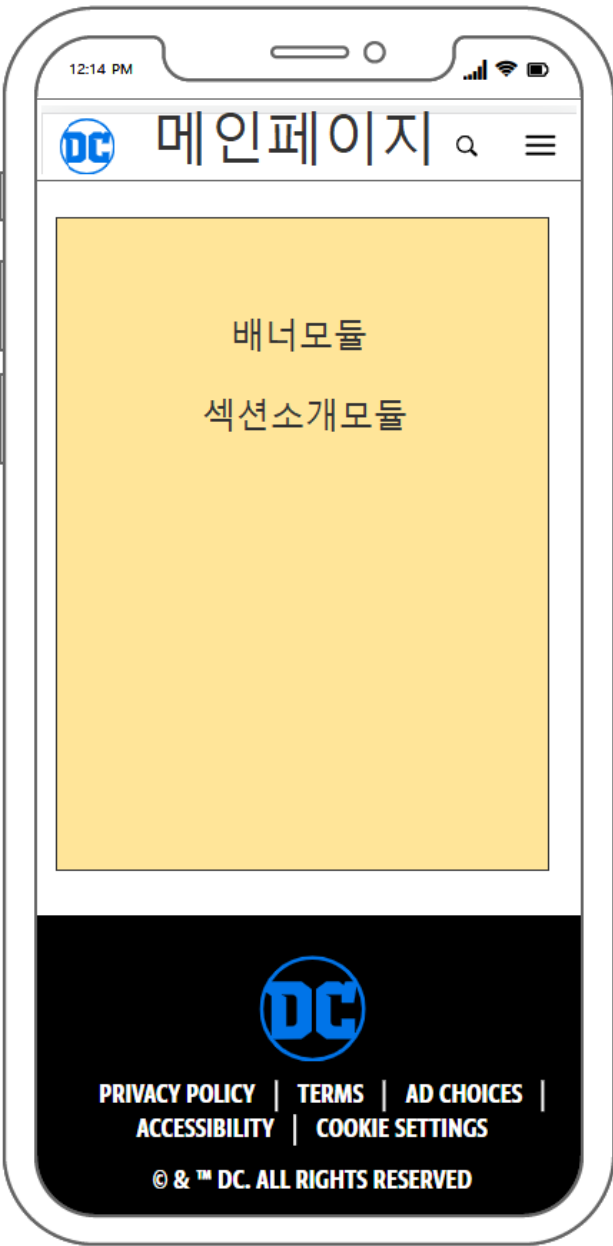 12:14 PM
DC 메인페이지
배너모듈
섹션소개모듈
DC
PRIVACY POLICY | TERMS | AD CHOICES |
ACCESSIBILITY | COOKIE SETTINGS
© & ™ DC. ALL RIGHTS RESERVED